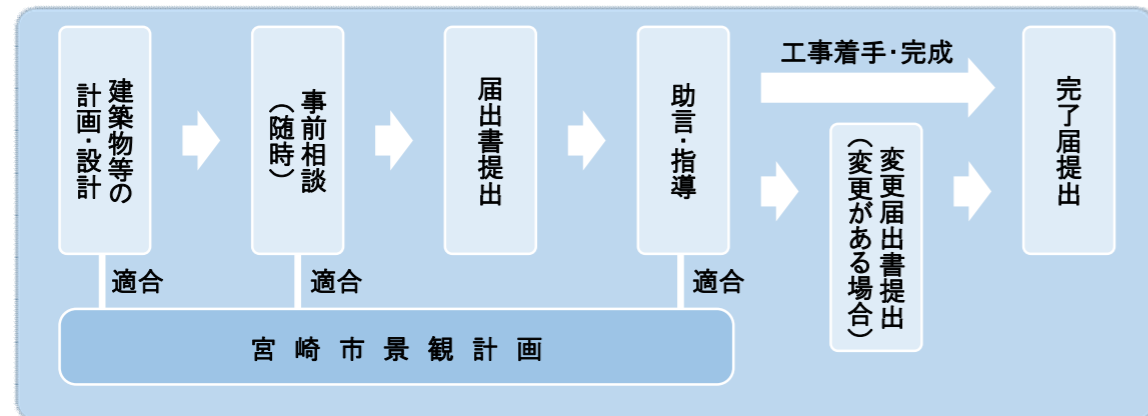 建築物等の
計画・設計
事前相談
（随時）
届出書提出
助言・指導
工事着手・完成
変更届出書提出
（変更がある場合）
完了届提出
適合
適合
適合
宮崎市景観計画